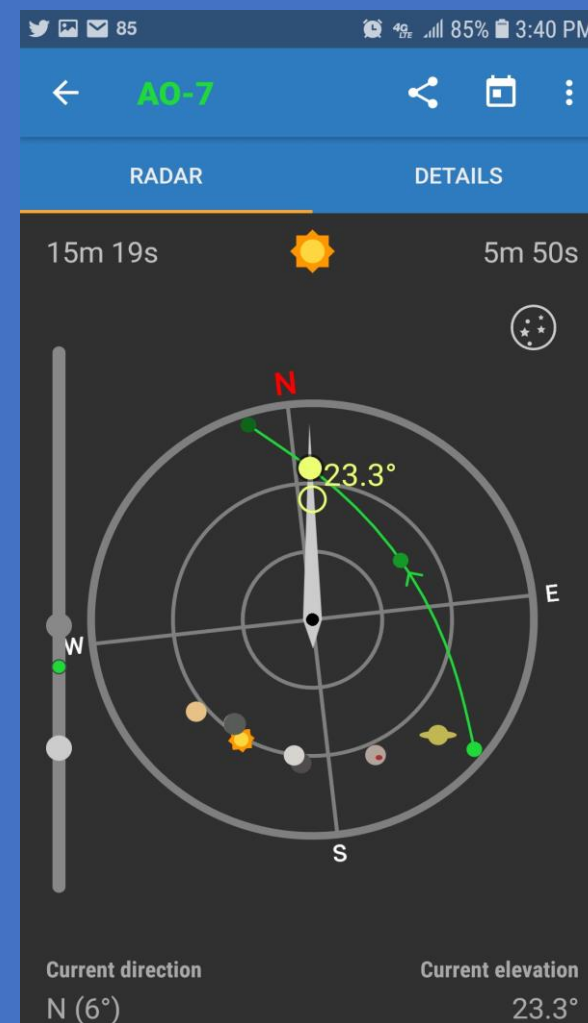 85 4G LTE 85% 3:40 PM
AO-7
RADAR DETAILS
15m 19s 5m 50s
N
23.3°
E
W
S
Current direction Current elevation
N (6°) 23.3°